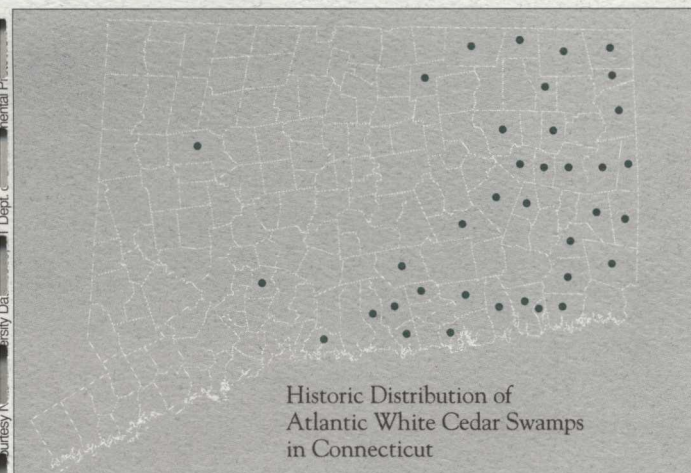 Historic Distribution of
Atlantic White Cedar Swamps
in Connecticut